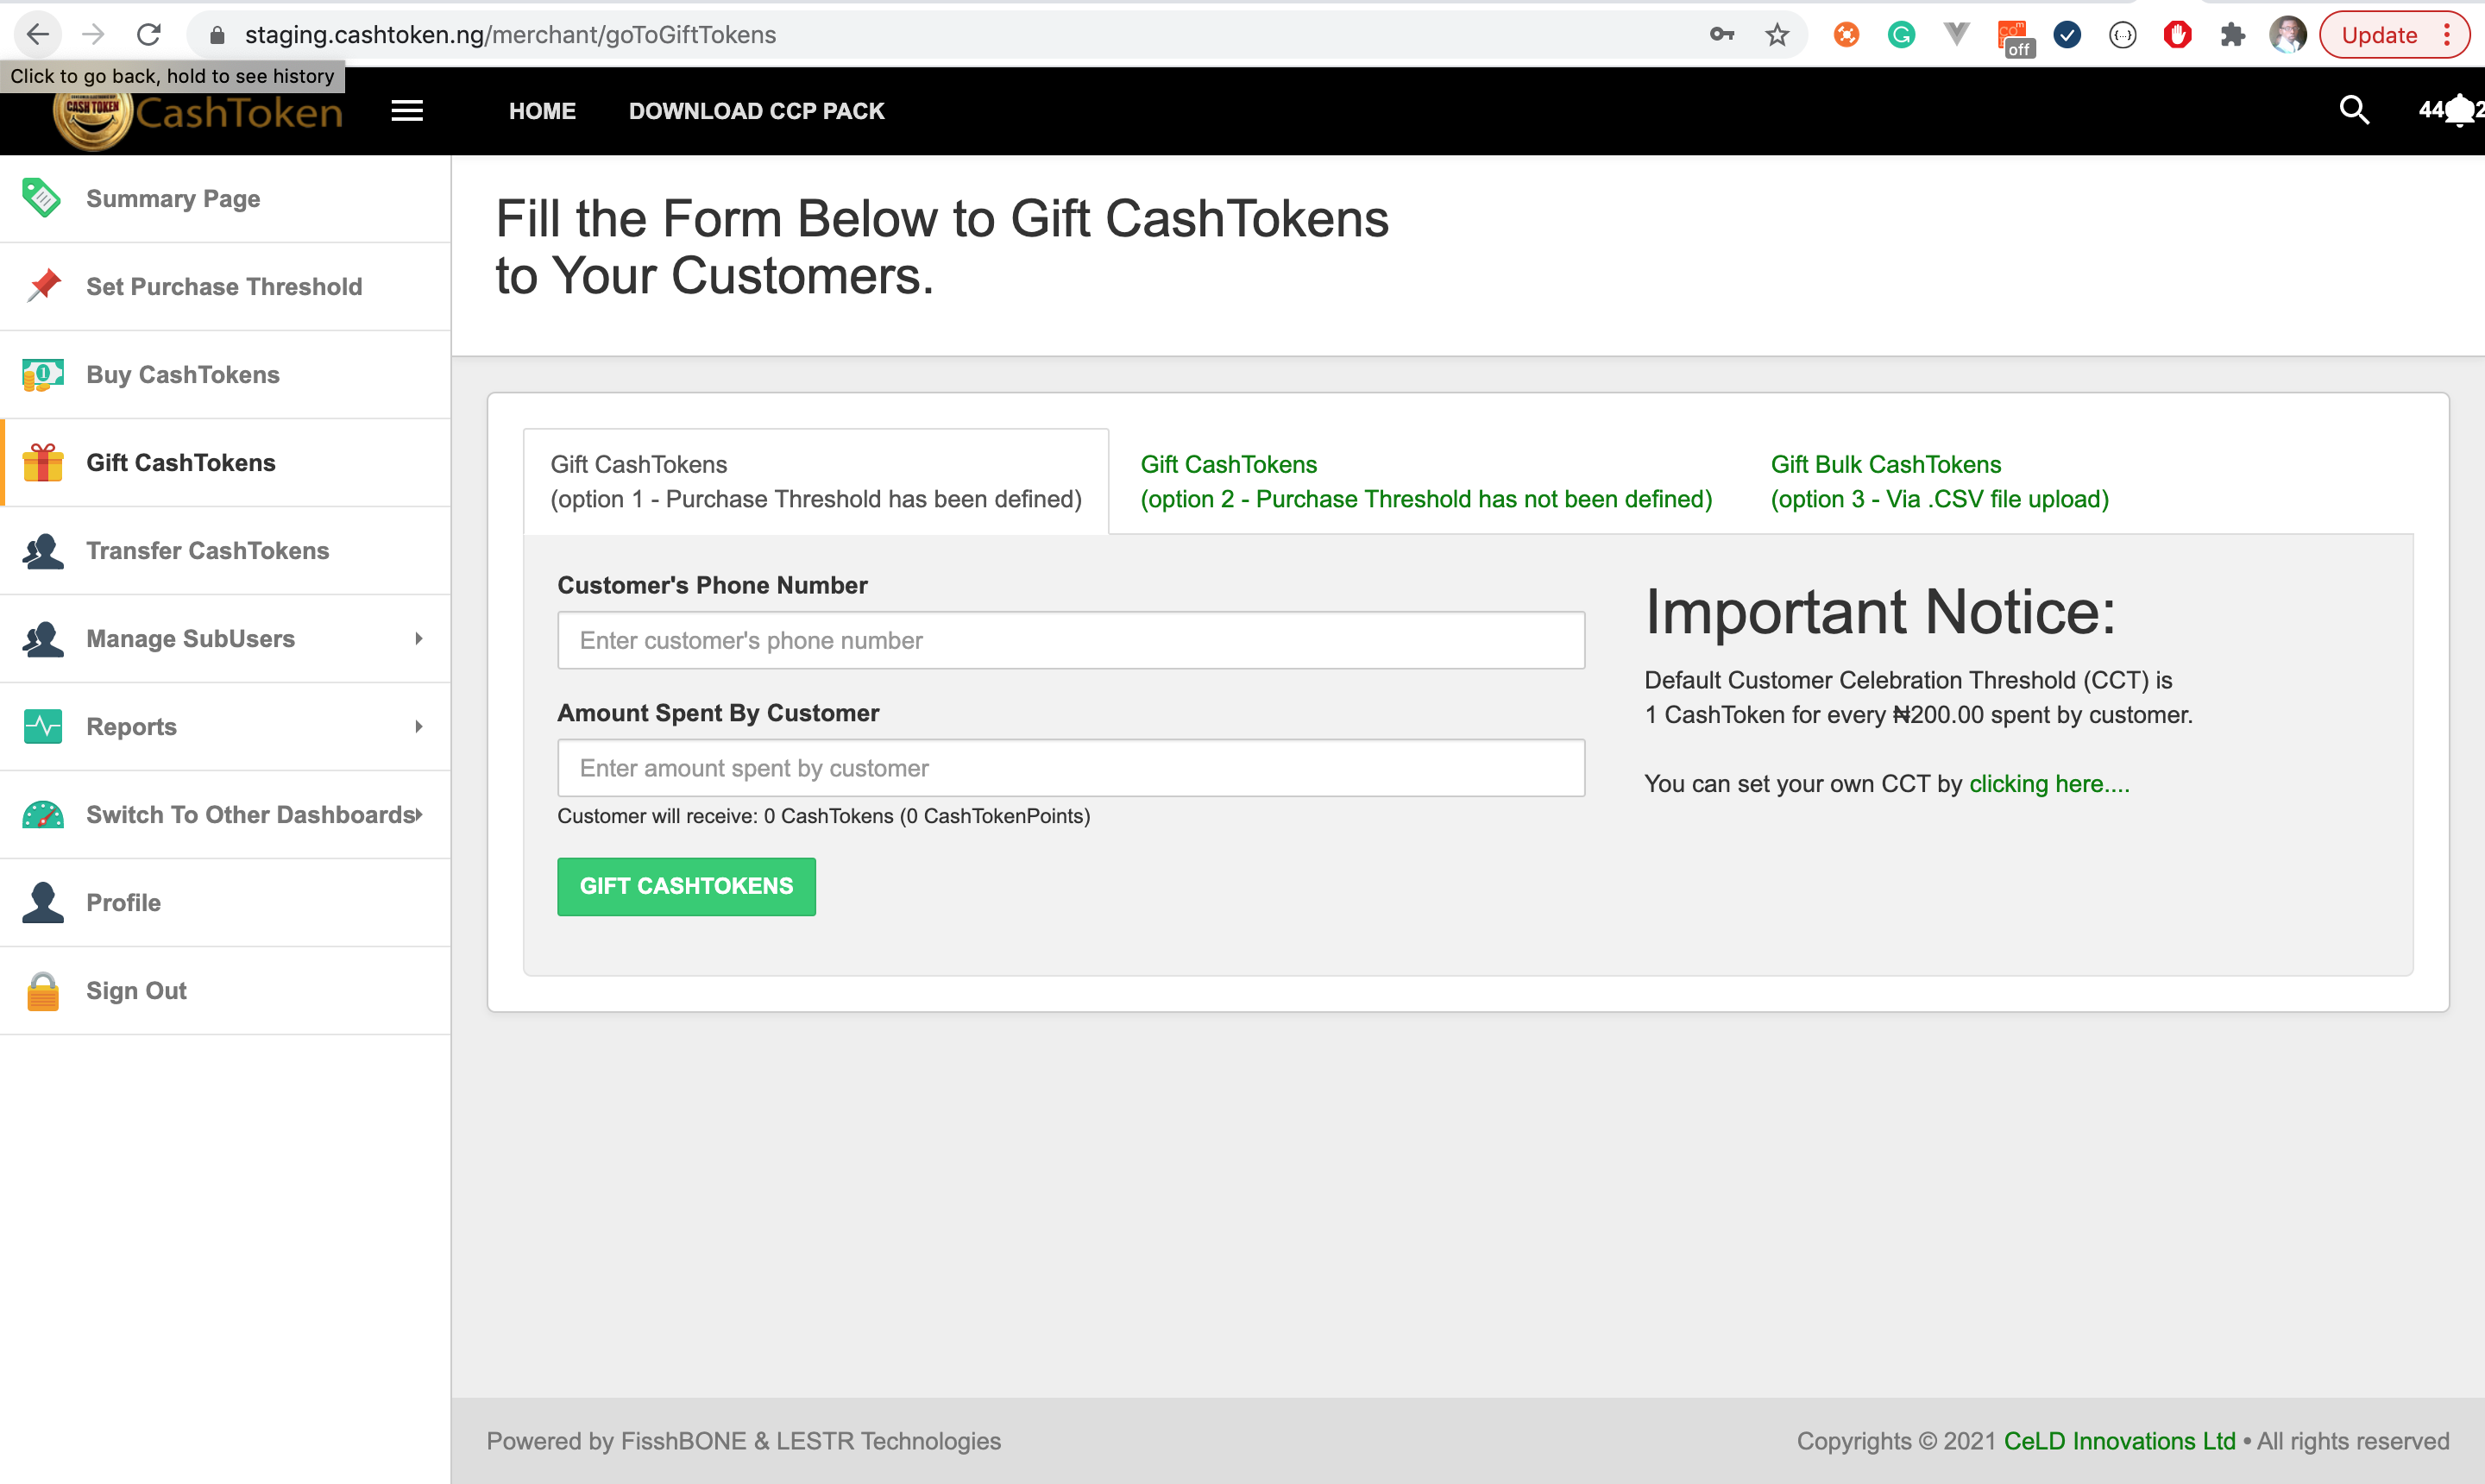 staging.cashtoken.ng/merchant/goToGiftTokens
off
Update
Click to go back, hold to see history
CASH TOKEN
CashToken
HOME
DOWNLOAD CCP PACK
Summary Page
Set Purchase Threshold
Buy CashTokens
Gift CashTokens
Transfer CashTokens
Manage SubUsers
Reports
Switch To Other Dashboards
Profile
Sign Out
Fill the Form Below to Gift CashTokens
to Your Customers.
Gift CashTokens
(option 1 - Purchase Threshold has been defined)
Gift CashTokens
(option 2 - Purchase Threshold has not been defined)
Gift Bulk CashTokens
(option 3 - Via .CSV file upload)
Customer's Phone Number
Enter customer's phone number
Amount Spent By Customer
Enter amount spent by customer
Customer will receive: 0 CashTokens (0 CashTokenPoints)
GIFT CASHTOKENS
Important Notice:
Default Customer Celebration Threshold (CCT) is
1 CashToken for every ₦200.00 spent by customer.
You can set your own CCT by clicking here....
Powered by FisshBONE & LESTR Technologies
Copyrights © 2021 CeLD Innovations Ltd • All rights reserved